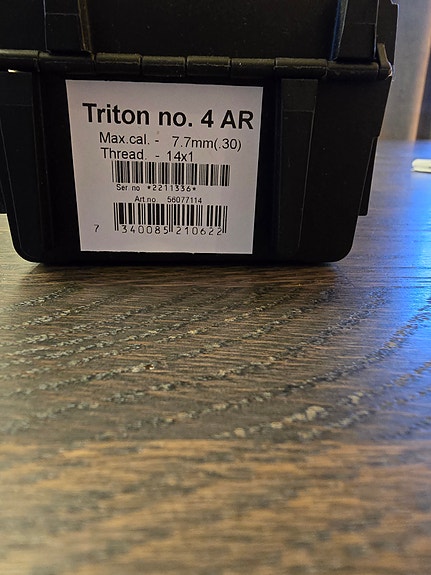 Triton no. 4 AR
Max.cal. - 7.7mm(.30)
Thread. - 14x1
Ser. no *2211336*
Art no. 56077114
7 340085 210622